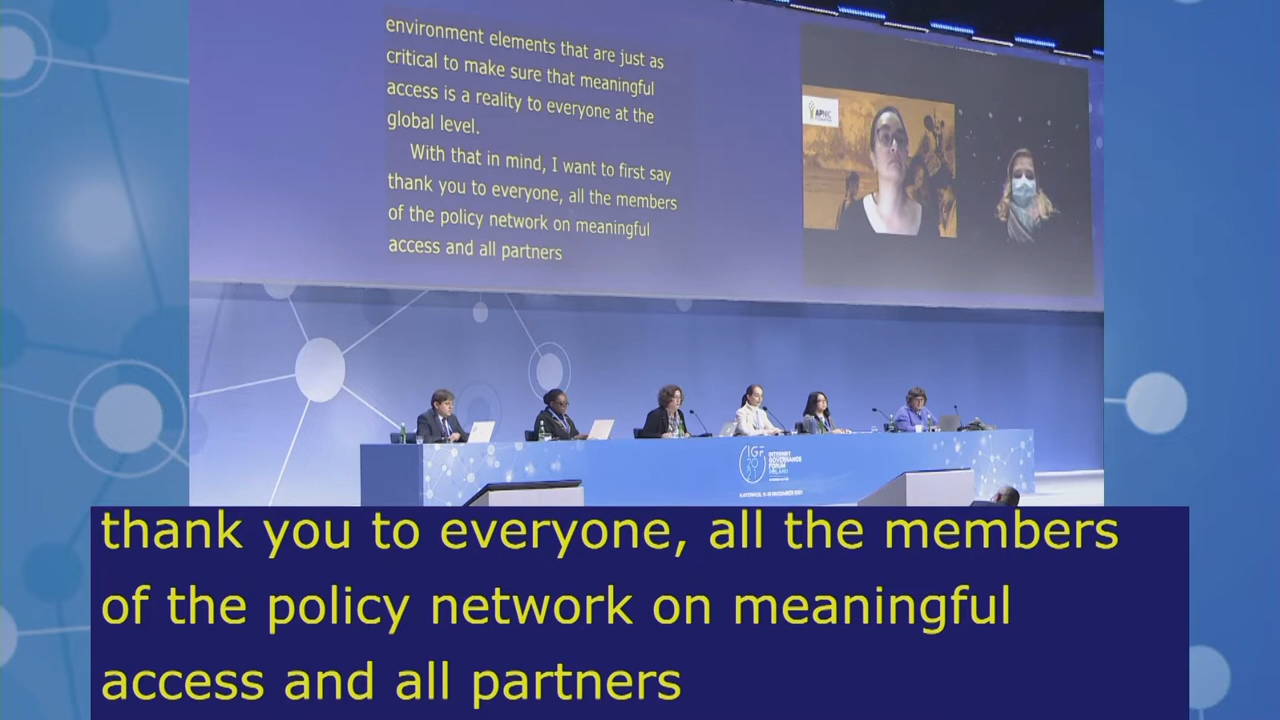 environment elements that are just as
critical to make sure that meaningful
access is a reality to everyone at the
global level.
With that in mind, I want to first say
thank you to everyone, all the members
of the policy network on meaningful
access and all partners
APNIC
IGF
2021
INTERNET
GOVERNANCE
FORUM
thank you to everyone, all the members
of the policy network on meaningful
access and all partners